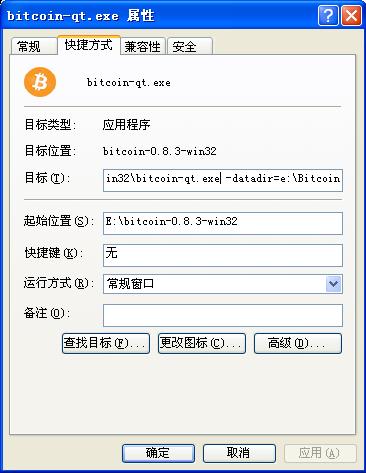 bitcoin-qt.exe 属性
常规 快捷方式 兼容性 安全
bitcoin-qt.exe
目标类型: 应用程序
目标位置: bitcoin-0.8.3-win32
目标(T): in32\bitcoin-qt.exe -datadir=e:\Bitcoin
起始位置(S): E:\bitcoin-0.8.3-win32
快捷键(K): 无
运行方式(R): 常规窗口
备注(O):
查找目标(F)... 更改图标(C)... 高级(D)...
确定 取消 应用(A)